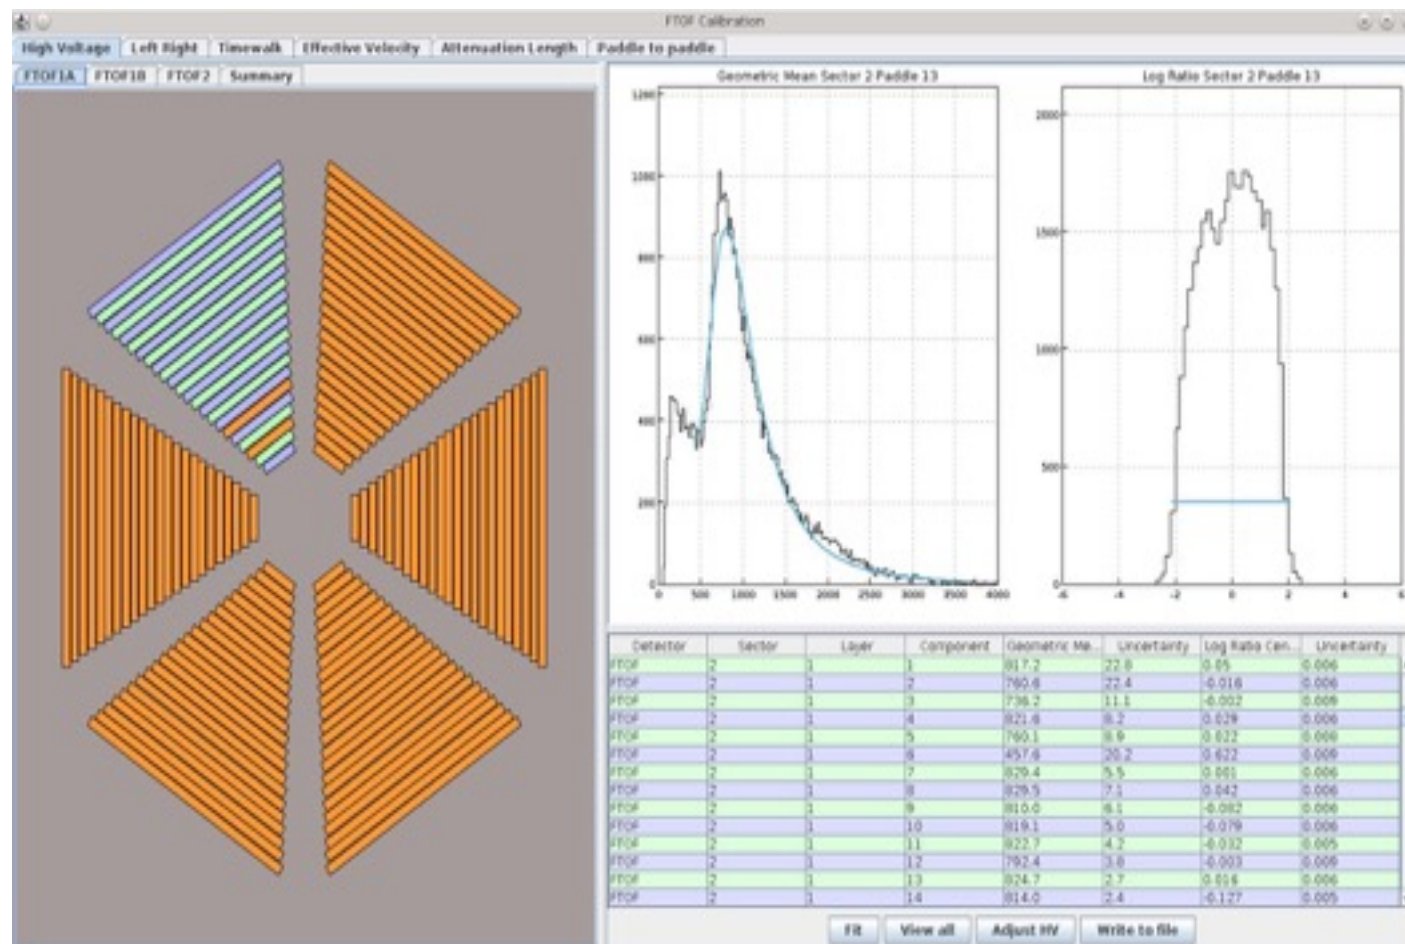 FTOF Calibration
High Voltage Left Right Timewalk Effective Velocity Attenuation Length Paddle to paddle
FTOF1A FTOF1B FTOF2 Summary
Geometric Mean Sector 2 Paddle 13
1200
1000
800
600
400
200
0
0 500 1000 1500 2000 2500 3000 3500 4000
Log Ratio Sector 2 Paddle 13
2000
1500
1000
500
0
-6 -4 -2 0 2 4 6
Detector Sector Layer Component Geometric Me... Uncertainty Log Ratio Cen... Uncertainty
FTOF 2 1 1 817.2 22.8 0.05 0.006
FTOF 2 1 2 760.6 22.4 -0.016 0.006
FTOF 2 1 3 736.2 11.1 -0.002 0.009
FTOF 2 1 4 821.6 8.2 0.029 0.006
FTOF 2 1 5 760.1 8.9 0.022 0.008
FTOF 2 1 6 457.6 20.2 0.622 0.009
FTOF 2 1 7 829.4 5.5 0.001 0.006
FTOF 2 1 8 829.5 7.1 0.042 0.006
FTOF 2 1 9 810.0 6.1 -0.082 0.006
FTOF 2 1 10 819.1 5.0 -0.079 0.006
FTOF 2 1 11 822.7 4.2 -0.032 0.005
FTOF 2 1 12 792.4 3.8 -0.003 0.009
FTOF 2 1 13 824.7 2.7 0.016 0.006
FTOF 2 1 14 814.0 2.4 -0.127 0.005
Fit View all Adjust HV Write to file